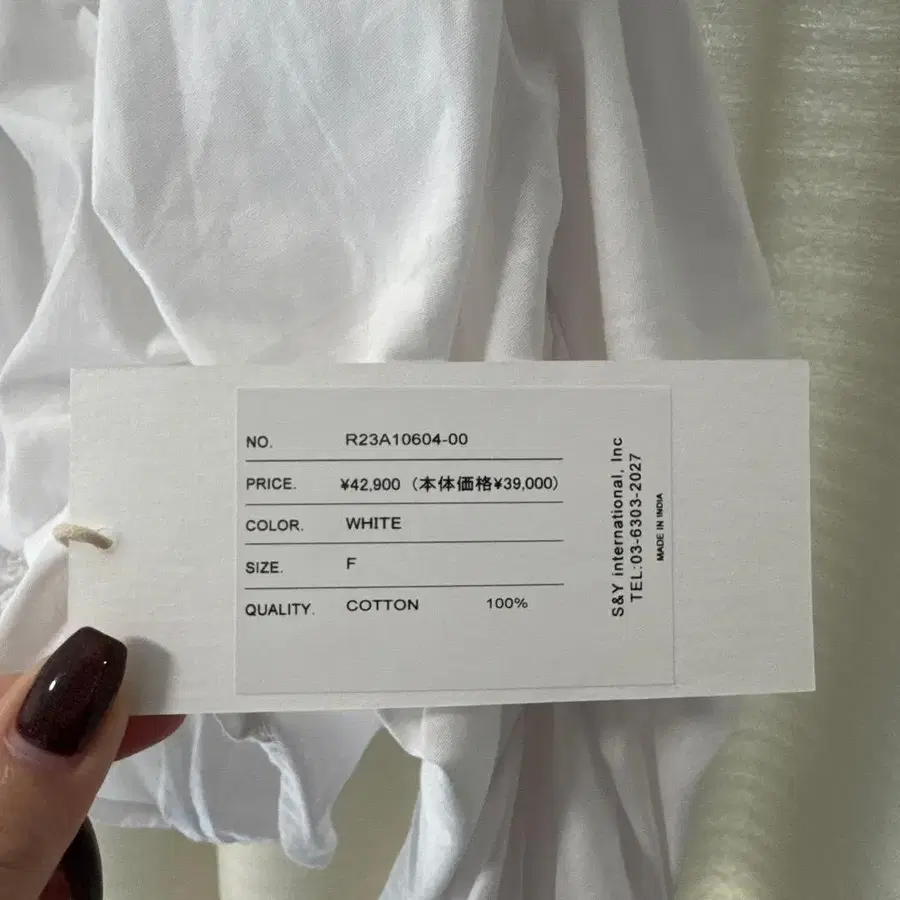 NO. R23A10604-00
PRICE. ¥42,900 (本体価格¥39,000)
COLOR. WHITE
SIZE. F
QUALITY. COTTON 100%
S&Y international, Inc
TEL:03-6303-2027
MADE IN INDIA